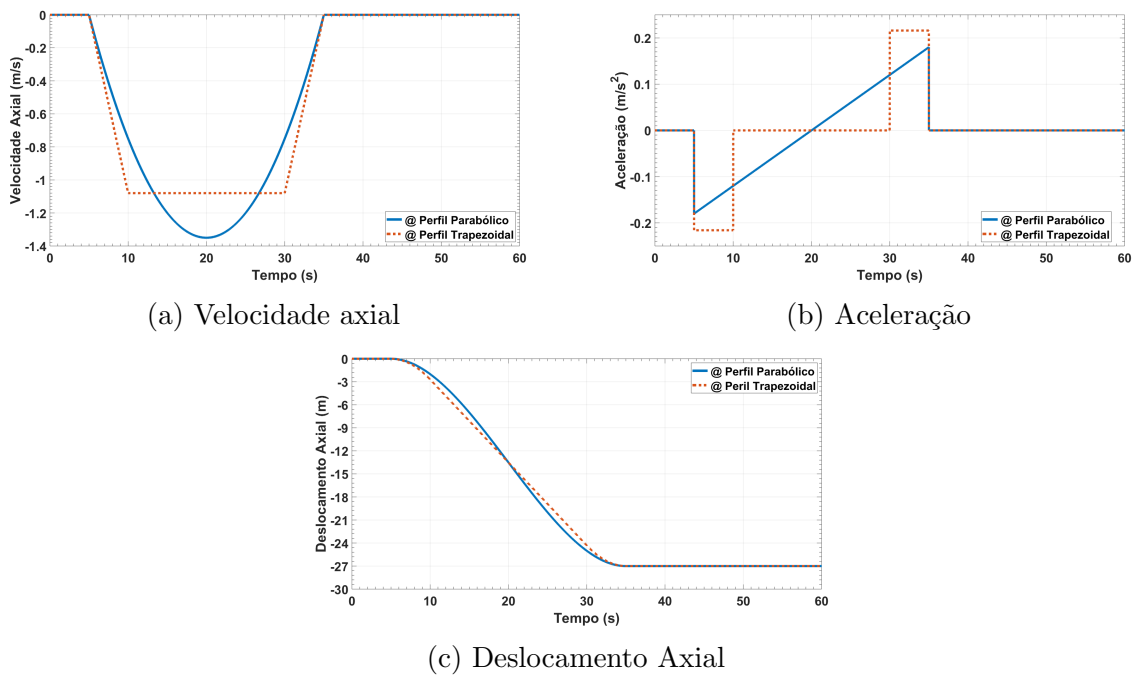 Velocidade Axial (m/s)
0
-0.2
-0.4
-0.6
-0.8
-1
-1.2
-1.4
0 10 20 30 40 50 60
Tempo (s)
@ Perfil Parabólico
@ Perfil Trapezoidal
(a) Velocidade axial
Aceleração (m/s²)
0.2
0.1
0
-0.1
-0.2
0 10 20 30 40 50 60
Tempo (s)
@ Perfil Parabólico
@ Perfil Trapezoidal
(b) Aceleração
Deslocamento Axial (m)
0
-3
-6
-9
-12
-15
-18
-21
-24
-27
-30
0 10 20 30 40 50 60
Tempo (s)
@ Perfil Parabólico
@ Peril Trapezoidal
(c) Deslocamento Axial